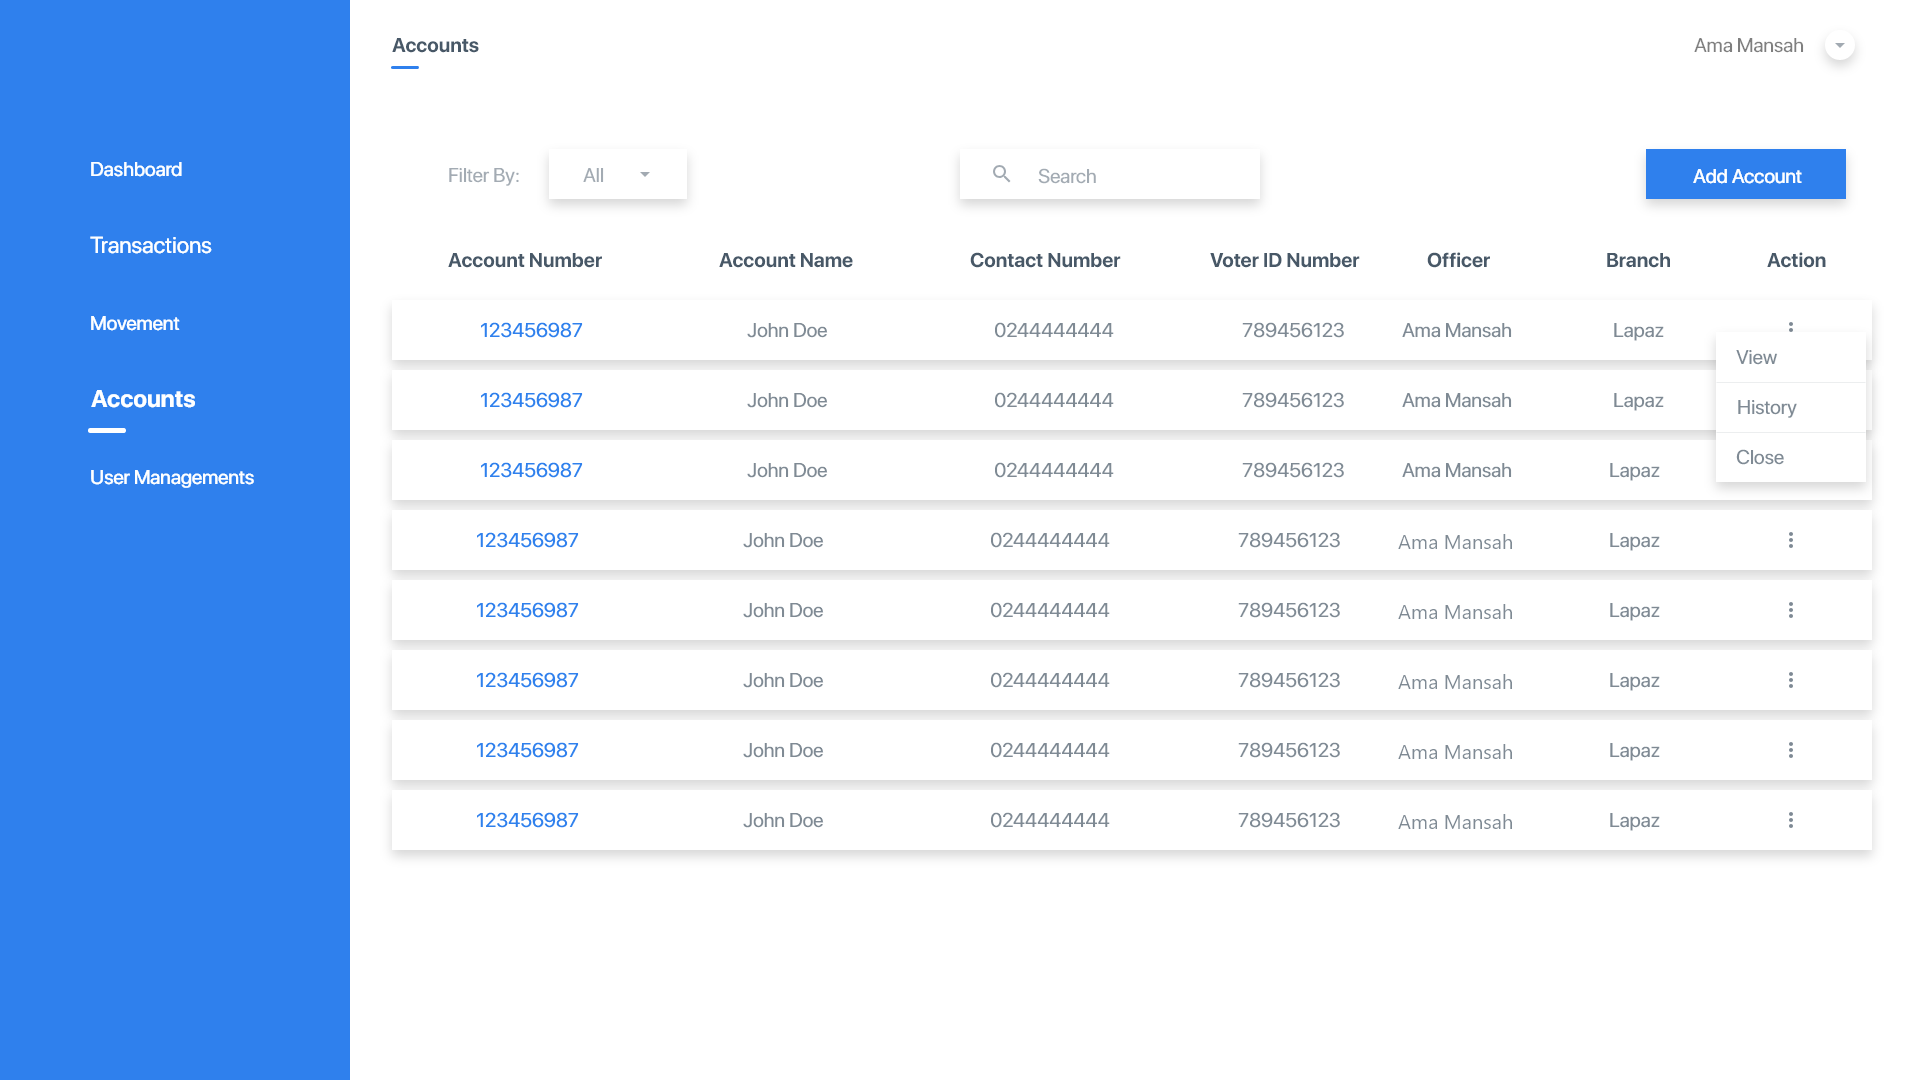 Accounts
Ama Mansah
Dashboard
Transactions
Movement
Accounts
User Managements
Filter By:
All
Search
Add Account
Account Number Account Name Contact Number Voter ID Number Officer Branch Action
123456987 John Doe 0244444444 789456123 Ama Mansah Lapaz
123456987 John Doe 0244444444 789456123 Ama Mansah Lapaz
123456987 John Doe 0244444444 789456123 Ama Mansah Lapaz
View
History
Close
123456987 John Doe 0244444444 789456123 Ama Mansah Lapaz
123456987 John Doe 0244444444 789456123 Ama Mansah Lapaz
123456987 John Doe 0244444444 789456123 Ama Mansah Lapaz
123456987 John Doe 0244444444 789456123 Ama Mansah Lapaz
123456987 John Doe 0244444444 789456123 Ama Mansah Lapaz